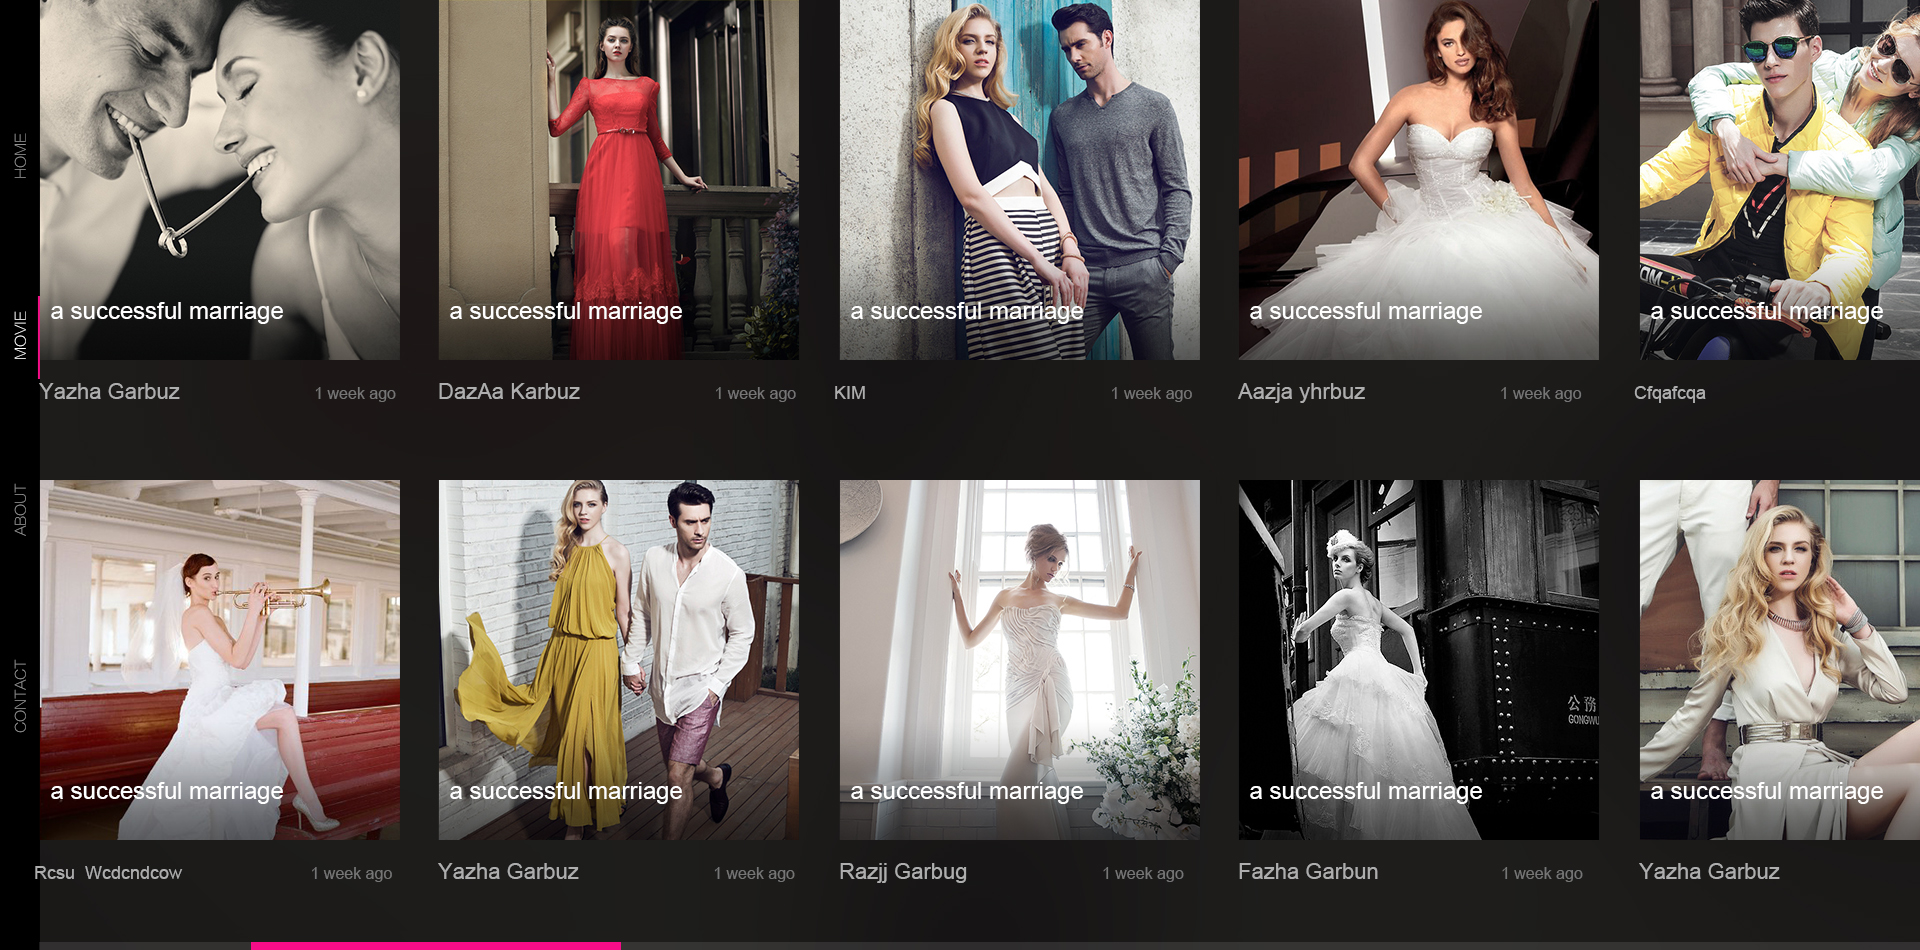 HOME
MOVIE
ABOUT
CONTACT
a successful marriage
a successful marriage
a successful marriage
a successful marriage
a successful marriage
Yazha Garbuz
1 week ago
DazAa Karbuz
1 week ago
KIM
1 week ago
Aazja yhrbuz
1 week ago
Cfqafcqa
公務
GONGWU
a successful marriage
a successful marriage
a successful marriage
a successful marriage
a successful marriage
Rcsu Wcdcndcow
1 week ago
Yazha Garbuz
1 week ago
Razjj Garbug
1 week ago
Fazha Garbun
1 week ago
Yazha Garbuz